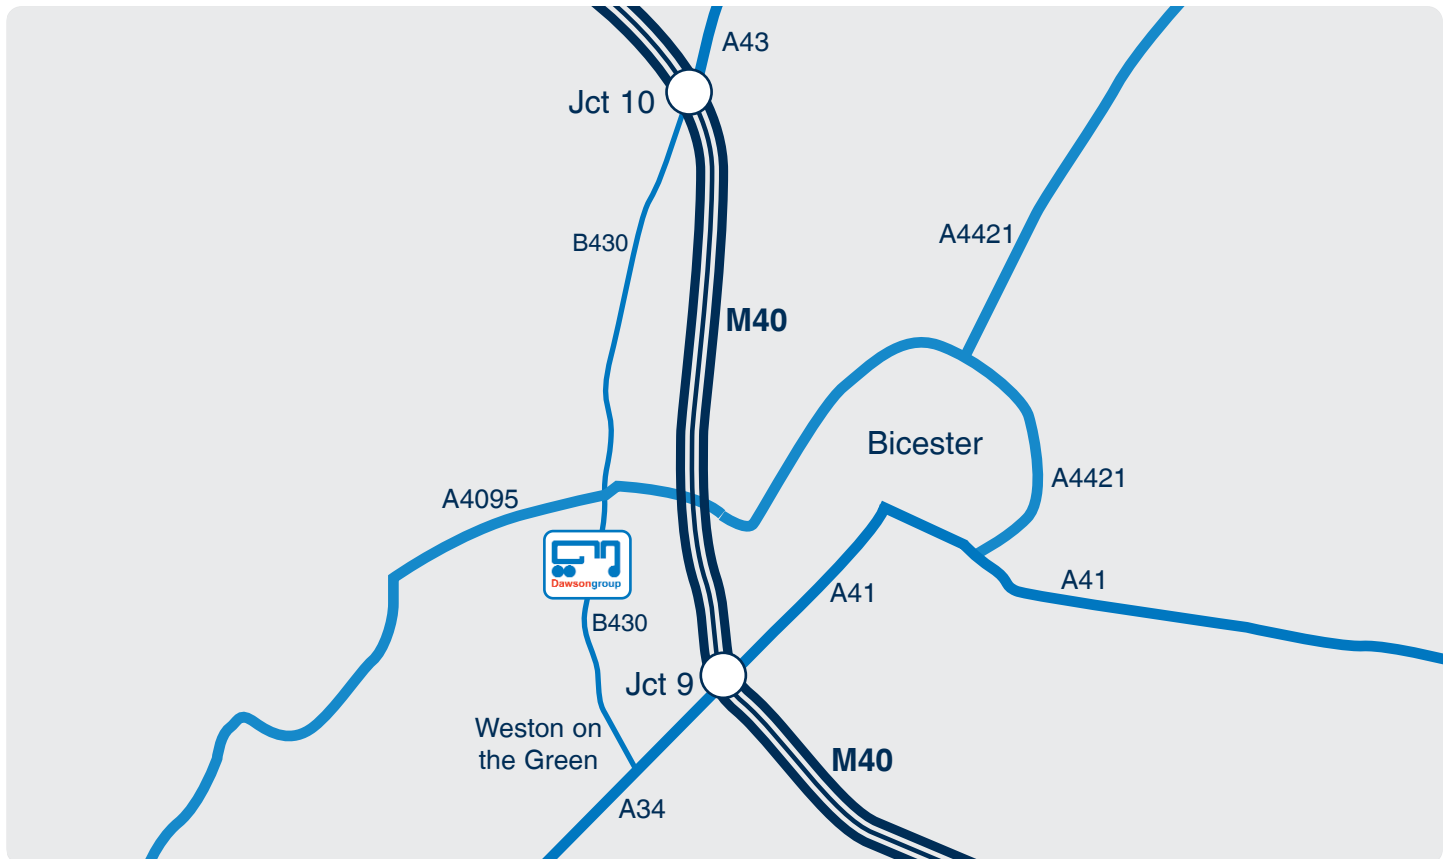 A43
Jct 10
A4421
B430
M40
Bicester
A4421
A4095
Dawsongroup
A41
A41
B430
Jct 9
Weston on
the Green
M40
A34